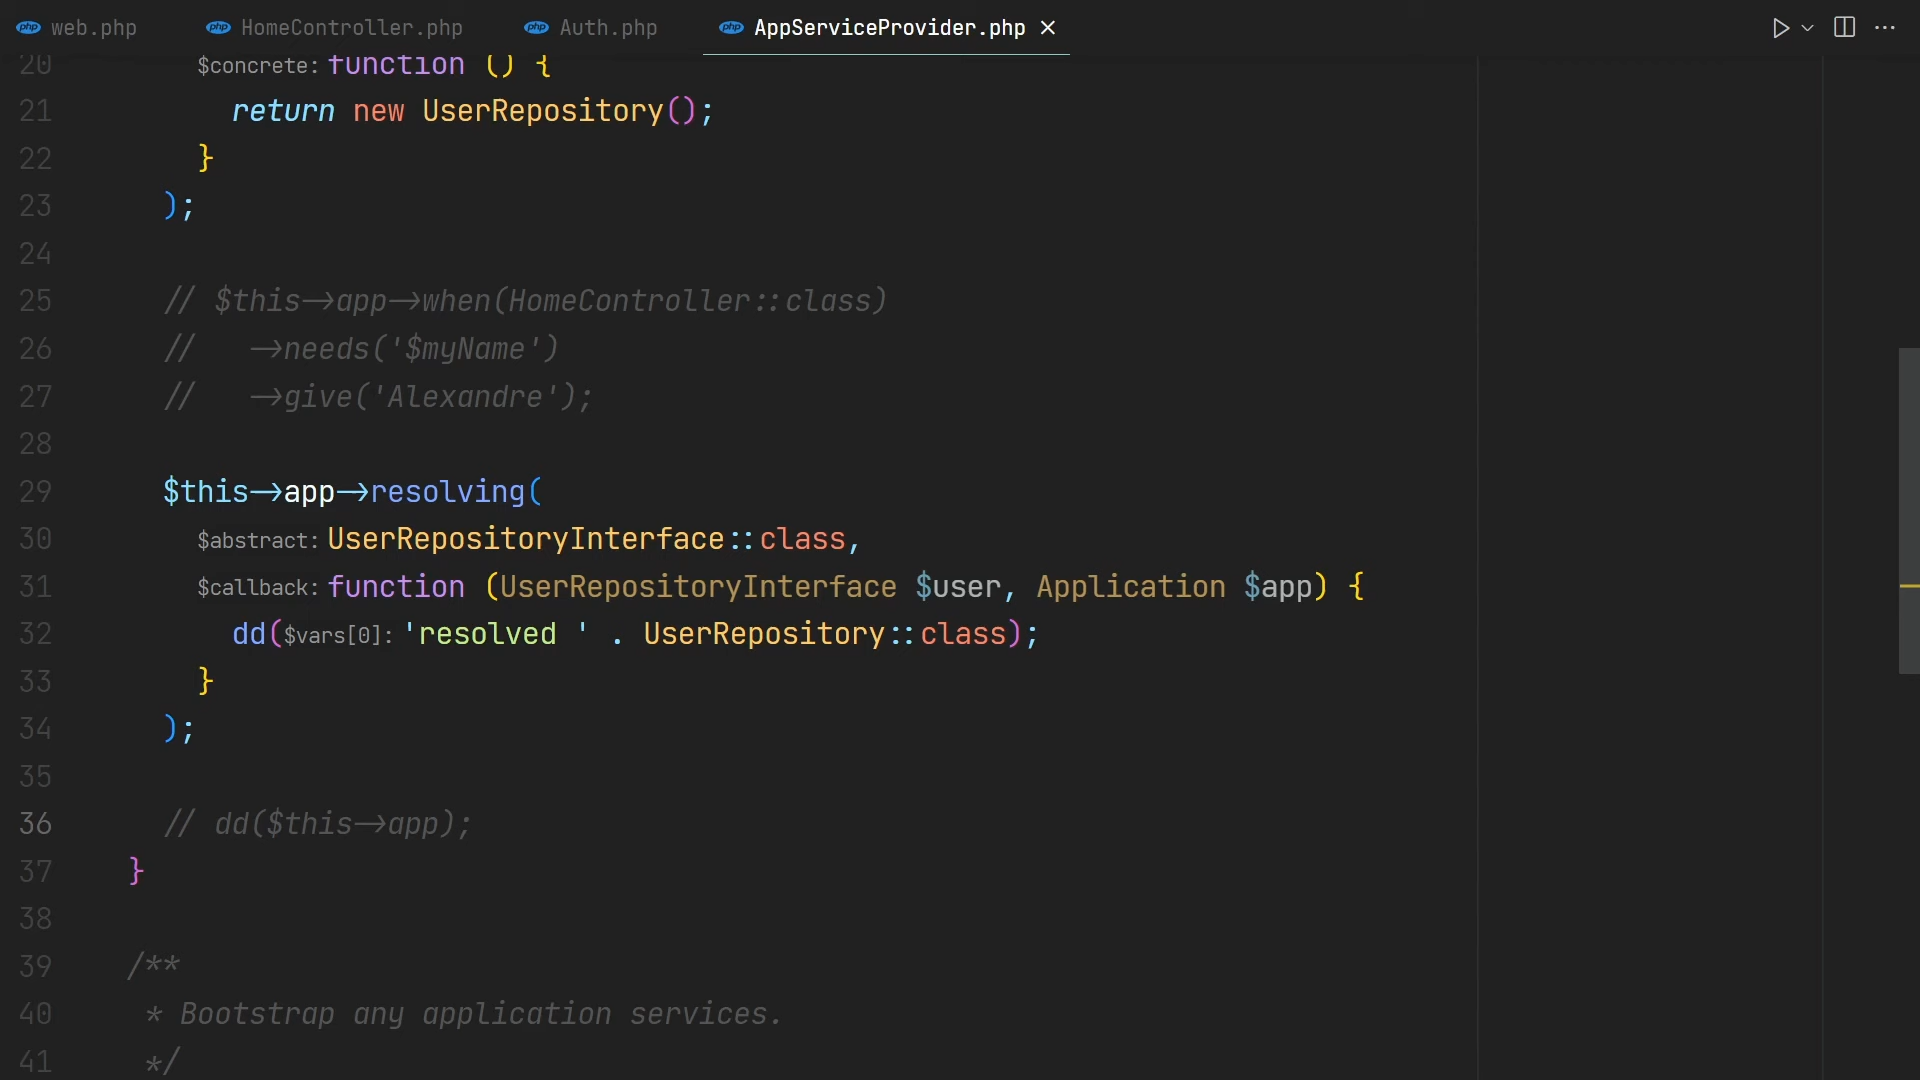 web.php HomeController.php Auth.php AppServiceProvider.php
20 $concrete: function () {
21 return new UserRepository();
22 }
23 );
24
25 // $this->app->when(HomeController::class)
26 // ->needs('$myName')
27 // ->give('Alexandre');
28
29 $this->app->resolving(
30 $abstract: UserRepositoryInterface::class,
31 $callback: function (UserRepositoryInterface $user, Application $app) {
32 dd($vars[0]: 'resolved ' . UserRepository::class);
33 }
34 );
35
36 // dd($this->app);
37 }
38
39 /**
40 * Bootstrap any application services.
41 */